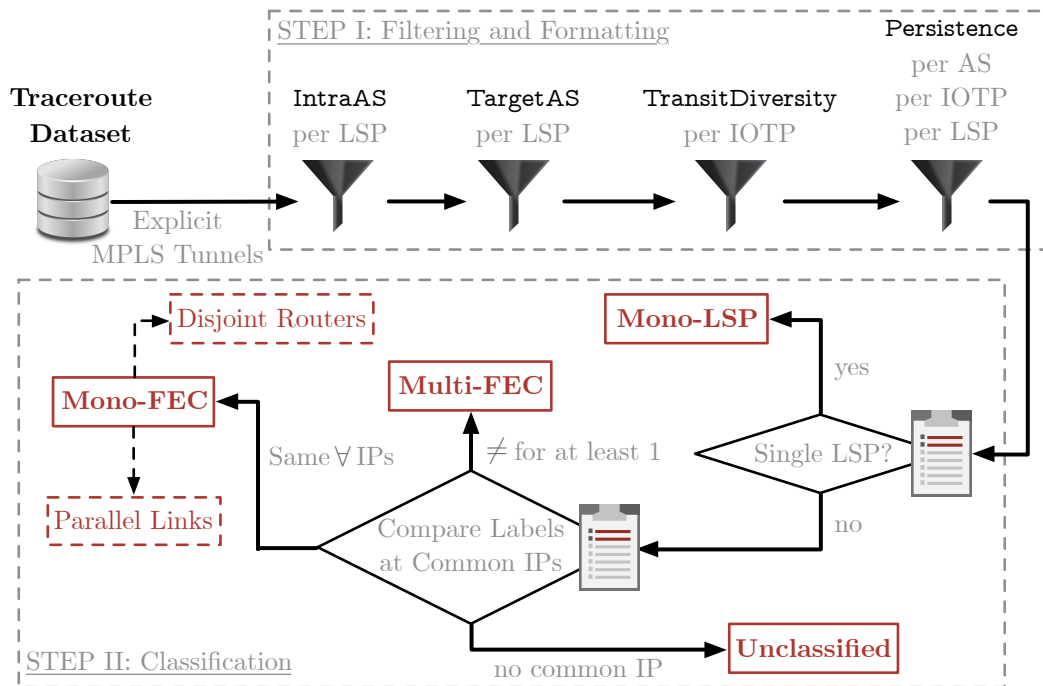 STEP I: Filtering and Formatting
Traceroute
Dataset
Explicit
MPLS Tunnels
IntraAS
per LSP
TargetAS
per LSP
TransitDiversity
per IOTP
Persistence
per AS
per IOTP
per LSP
Disjoint Routers
Mono-FEC
Parallel Links
Same ∀ IPs
Multi-FEC
≠ for at least 1
Mono-LSP
yes
Single LSP?
no
Compare Labels
at Common IPs
no common IP
Unclassified
STEP II: Classification